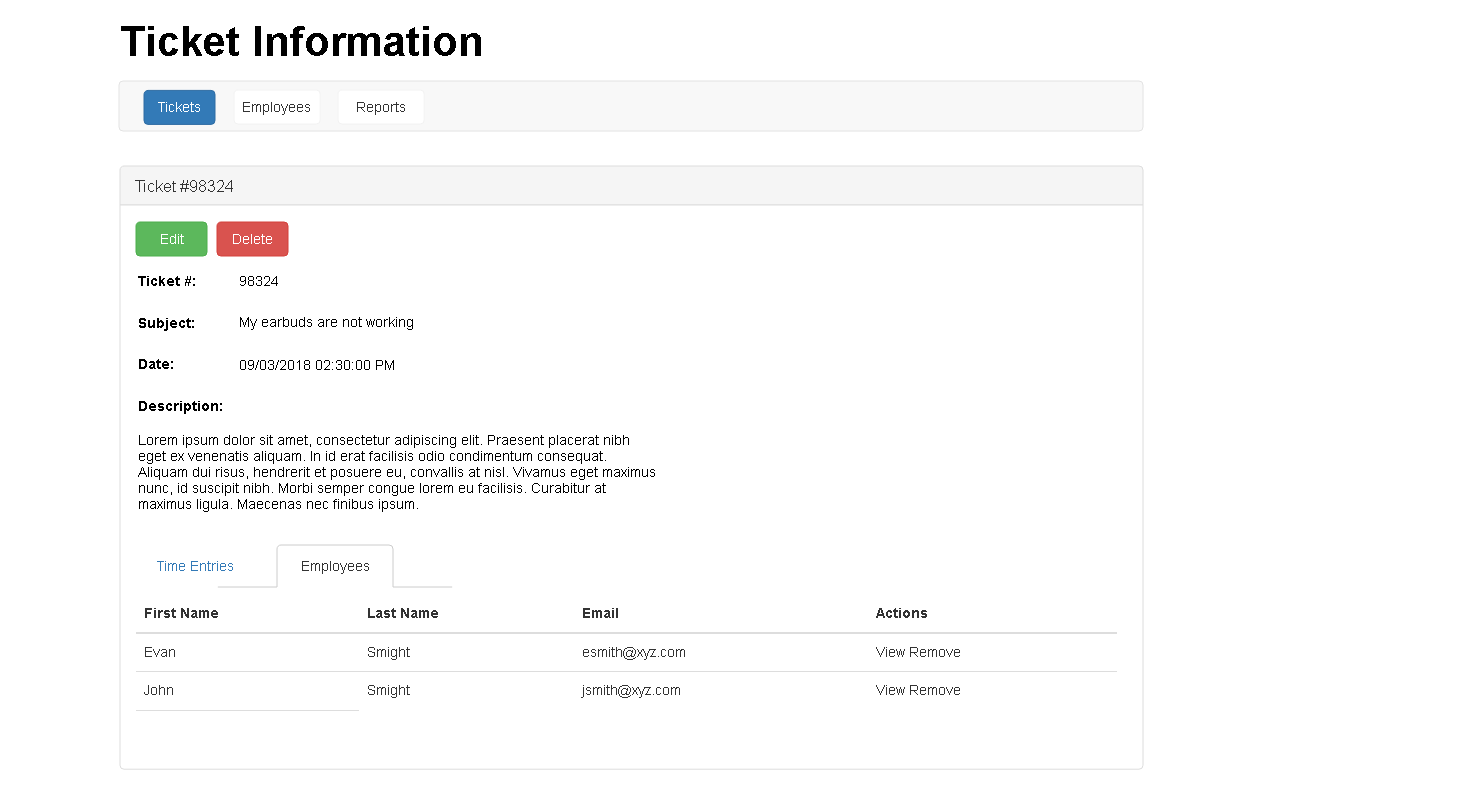 Ticket Information
Tickets Employees Reports
Ticket #98324
Edit Delete
Ticket #: 98324
Subject: My earbuds are not working
Date: 09/03/2018 02:30:00 PM
Description:
Lorem ipsum dolor sit amet, consectetur adipiscing elit. Praesent placerat nibh
eget ex venenatis aliquam. In id erat facilisis odio condimentum consequat.
Aliquam dui risus, hendrerit et posuere eu, convallis at nisl. Vivamus eget maximus
nunc, id suscipit nibh. Morbi semper congue lorem eu facilisis. Curabitur at
maximus ligula. Maecenas nec finibus ipsum.
Time Entries Employees
First Name Last Name Email Actions
Evan Smight esmith@xyz.com View Remove
John Smight jsmith@xyz.com View Remove